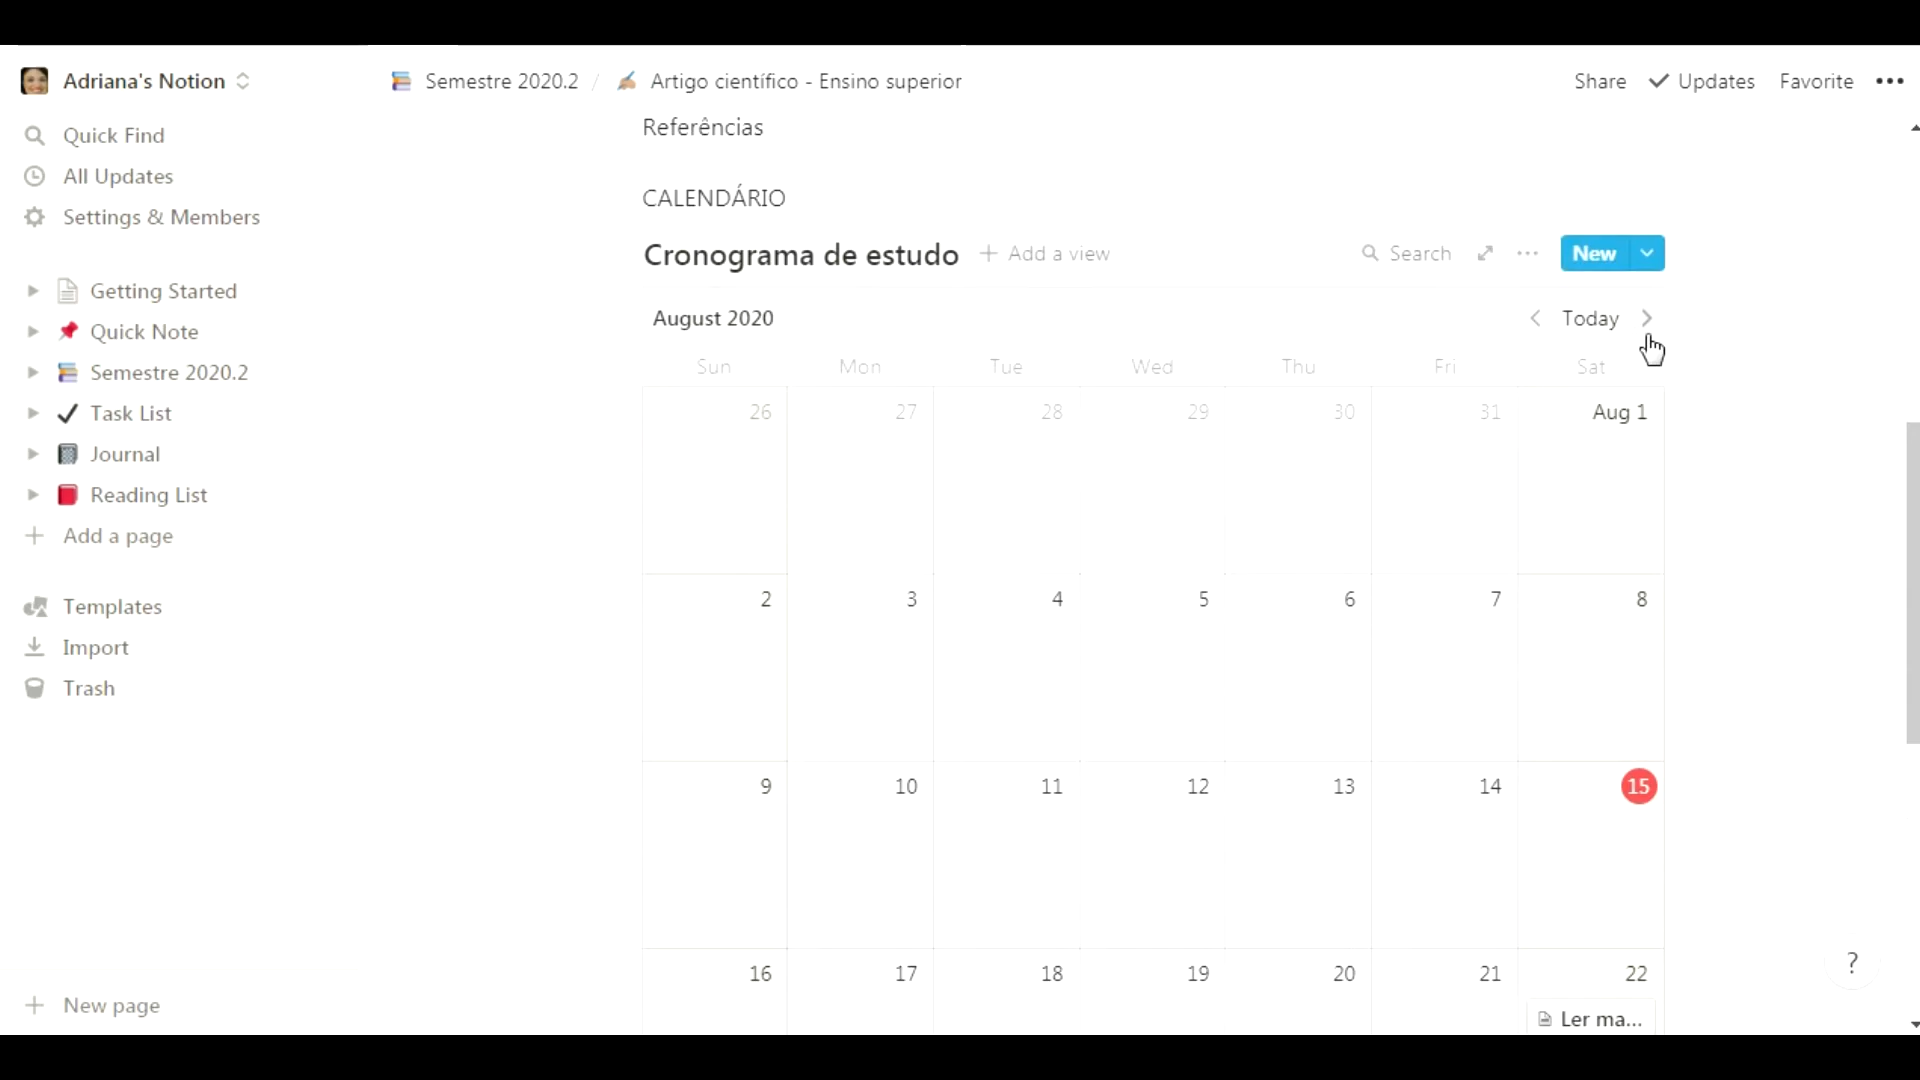 Adriana's Notion
Semestre 2020.2 / Artigo científico - Ensino superior
Share Updates Favorite •••
Quick Find
All Updates
Settings & Members
Getting Started
Quick Note
Semestre 2020.2
Task List
Journal
Reading List
Add a page
Templates
Import
Trash
New page
Referências
CALENDÁRIO
Cronograma de estudo + Add a view Search ··· New
August 2020 Today
Sun Mon Tue Wed Thu Fri Sat
26 27 28 29 30 31 Aug 1
2 3 4 5 6 7 8
9 10 11 12 13 14 15
16 17 18 19 20 21 22
Ler ma...
?